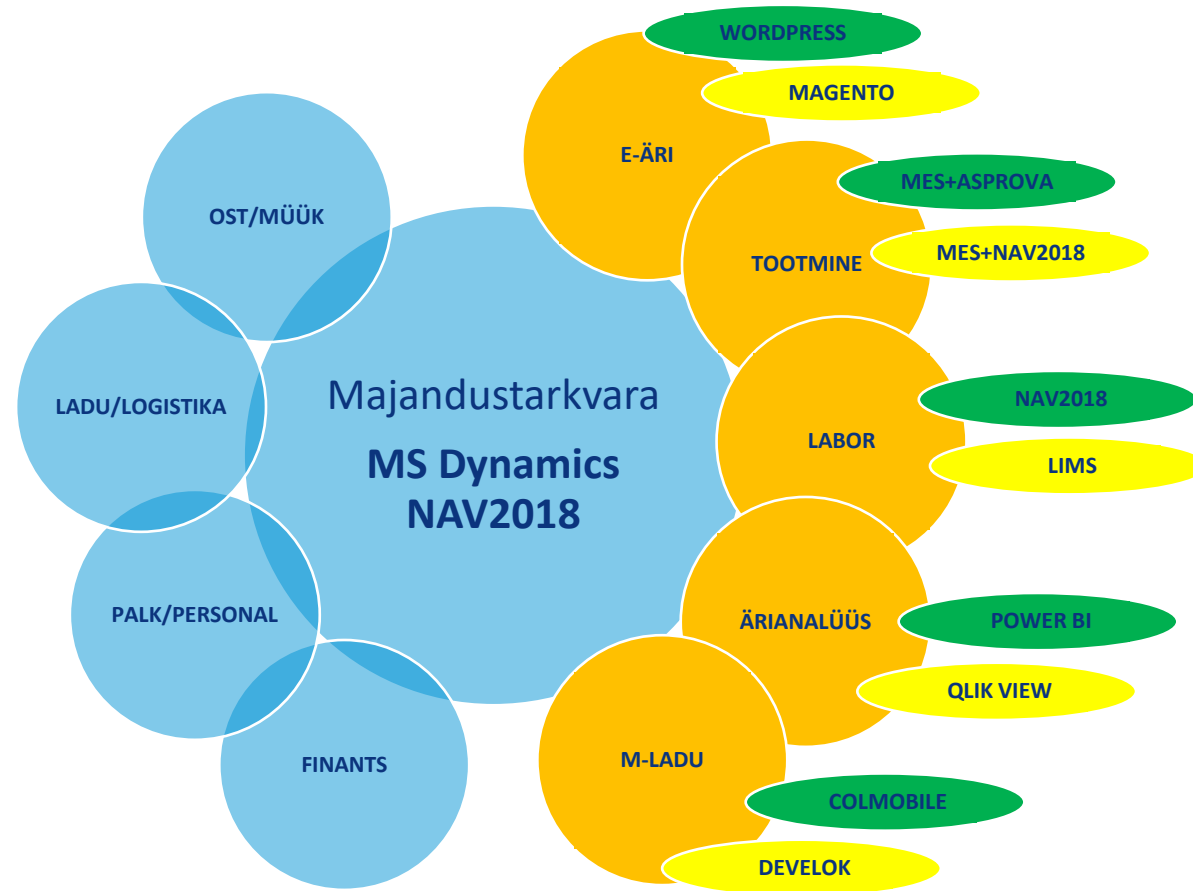 WORDPRESS
MAGENTO
E-ÄRI
MES+ASPROVA
OST/MÜÜK
MES+NAV2018
TOOTMINE
Majandustarkvara
NAV2018
LADU/LOGISTIKA
LABOR
MS Dynamics
LIMS
NAV2018
PALK/PERSONAL
ÄRIANALÜÜS
POWER BI
QLIK VIEW
FINANTS
M-LADU
COLMOBILE
DEVELOK